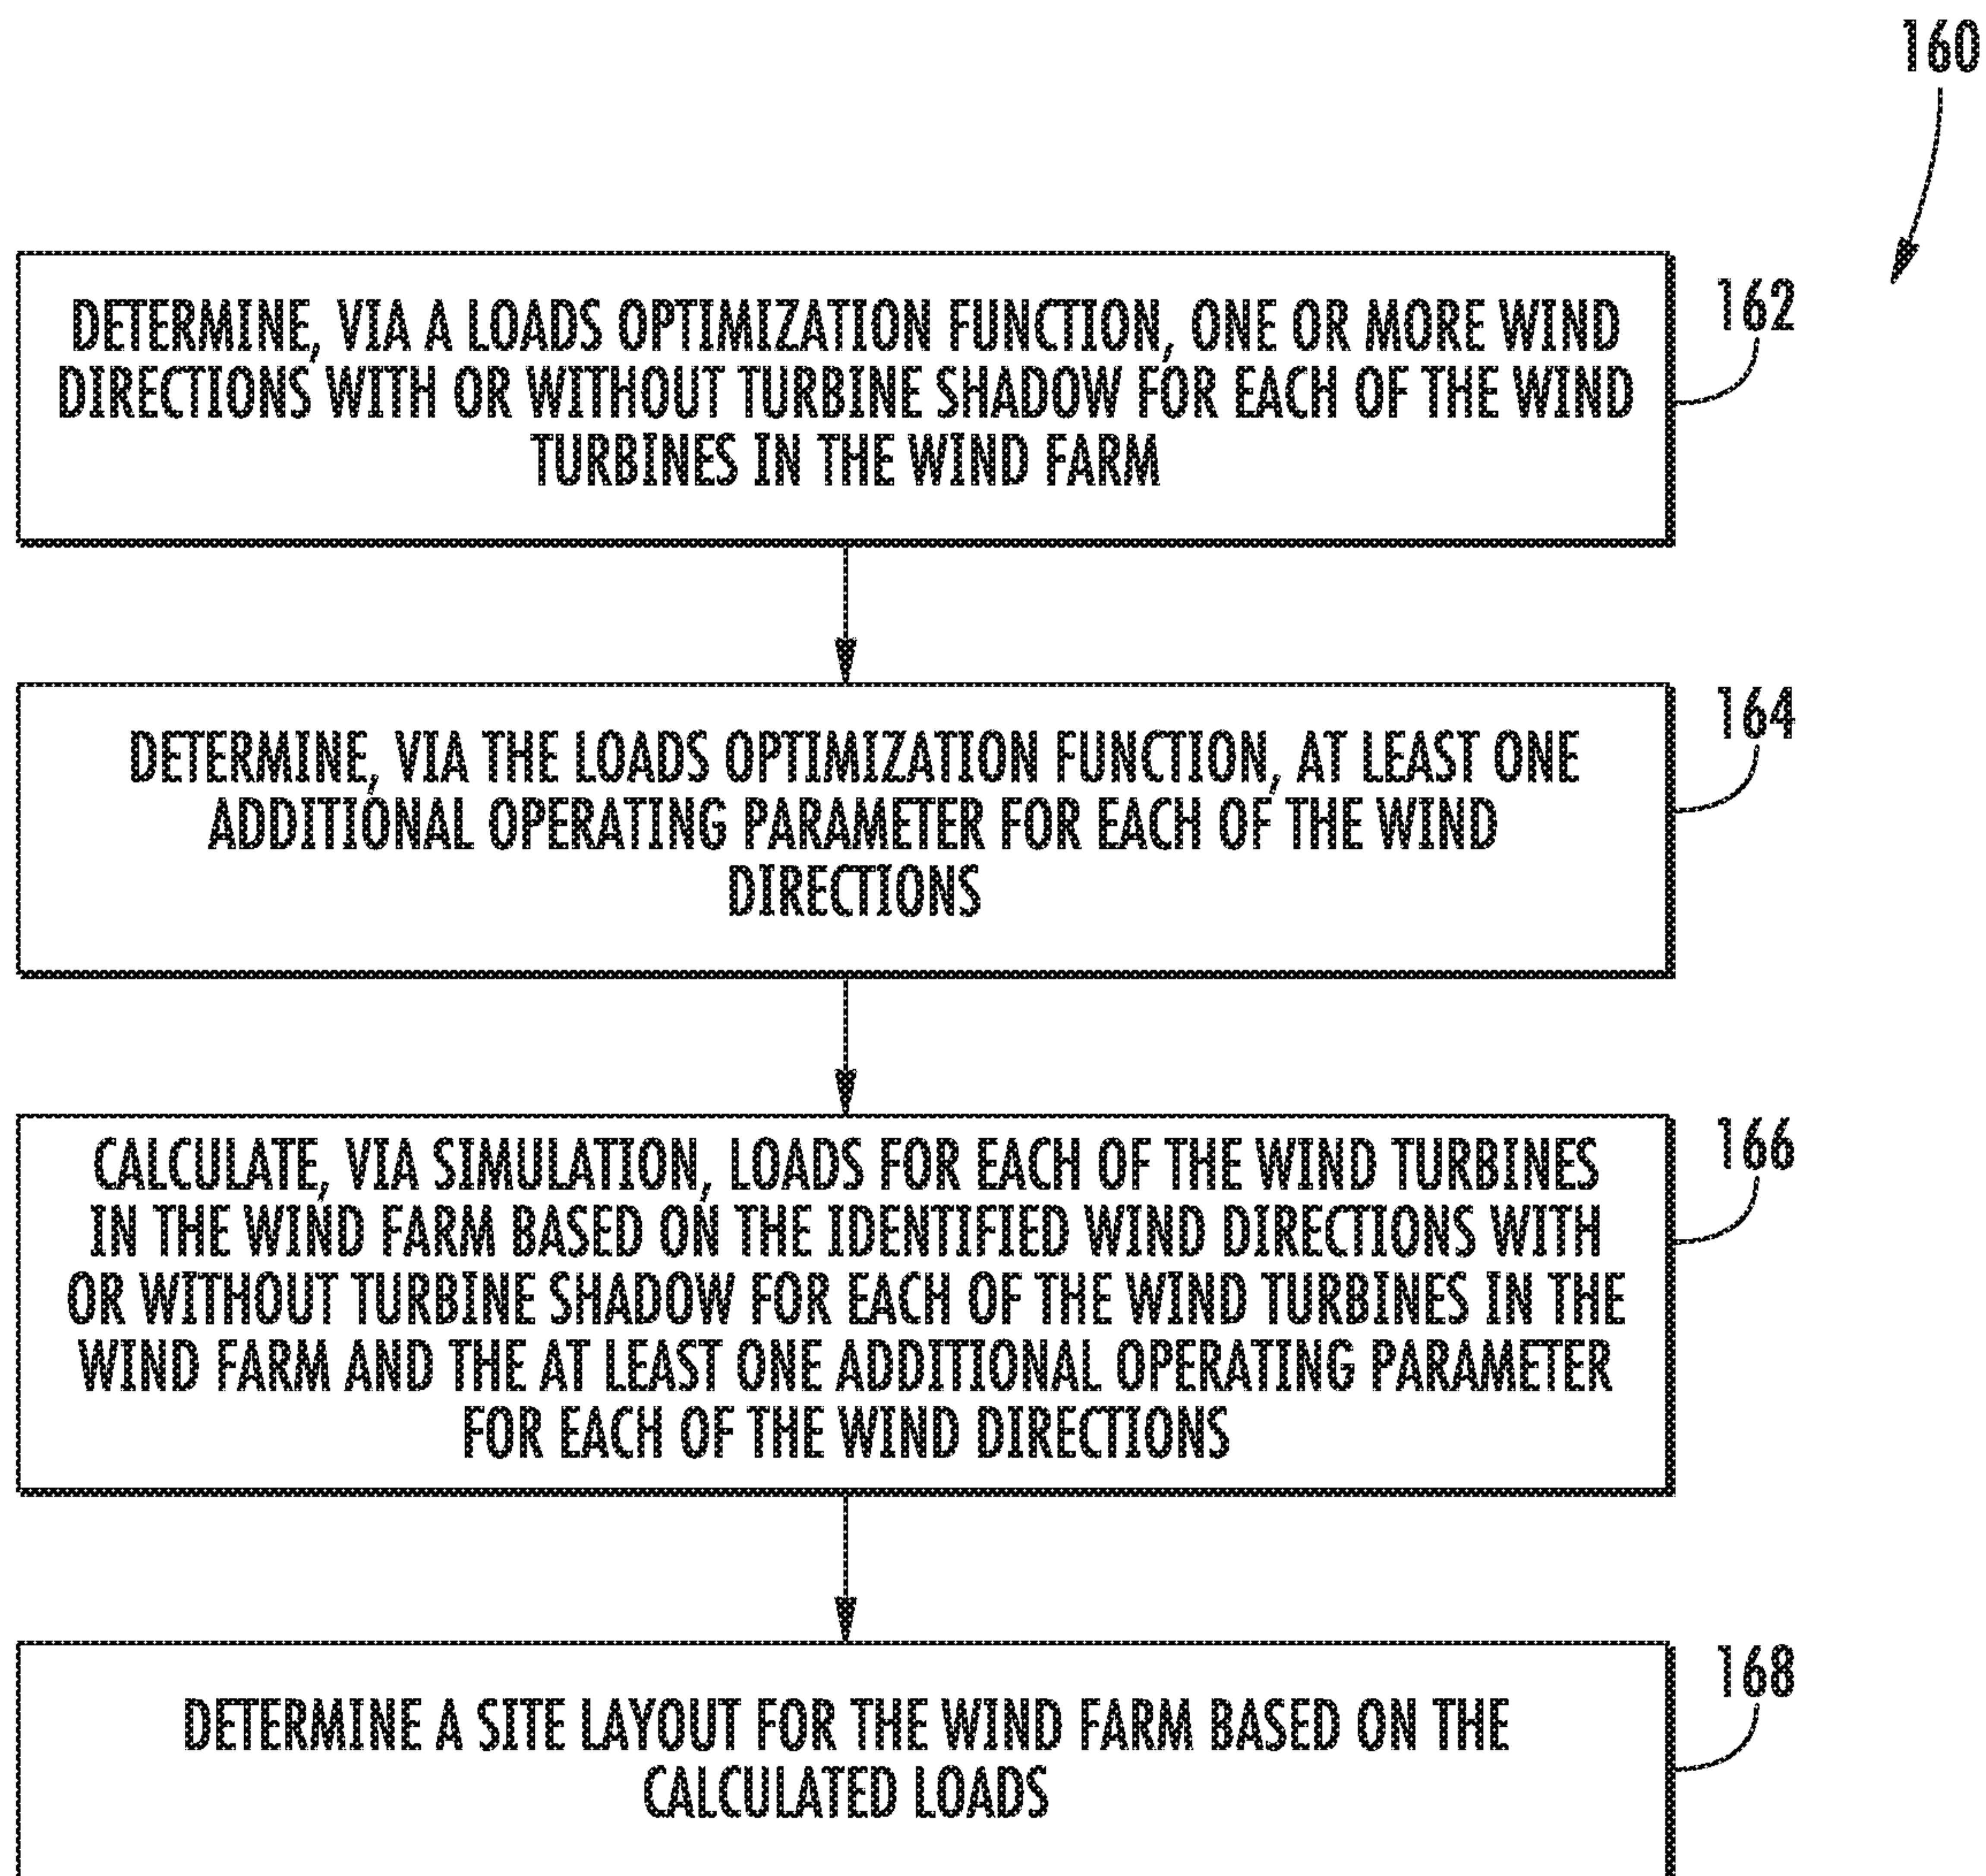 160
DETERMINE, VIA A LOADS OPTIMIZATION FUNCTION, ONE OR MORE WIND
DIRECTIONS WITH OR WITHOUT TURBINE SHADOW FOR EACH OF THE WIND
TURBINES IN THE WIND FARM
162
DETERMINE, VIA THE LOADS OPTIMIZATION FUNCTION, AT LEAST ONE
ADDITIONAL OPERATING PARAMETER FOR EACH OF THE WIND
DIRECTIONS
164
CALCULATE, VIA SIMULATION, LOADS FOR EACH OF THE WIND TURBINES
IN THE WIND FARM BASED ON THE IDENTIFIED WIND DIRECTIONS WITH
OR WITHOUT TURBINE SHADOW FOR EACH OF THE WIND TURBINES IN THE
WIND FARM AND THE AT LEAST ONE ADDITIONAL OPERATING PARAMETER
FOR EACH OF THE WIND DIRECTIONS
166
DETERMINE A SITE LAYOUT FOR THE WIND FARM BASED ON THE
CALCULATED LOADS
168